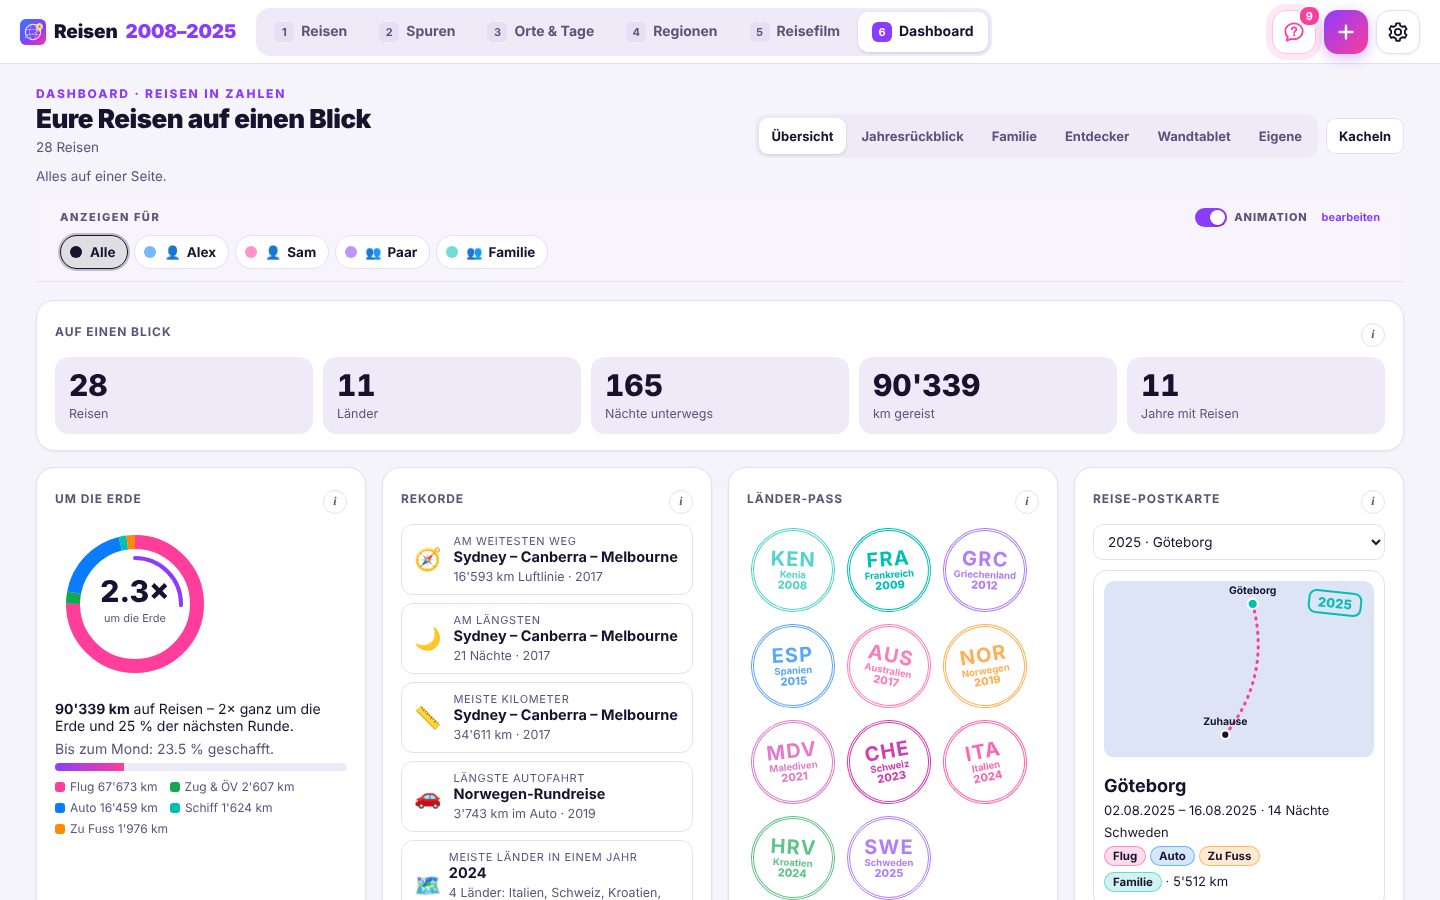 Reisen 2008–2025
1 Reisen
2 Spuren
3 Orte & Tage
4 Regionen
5 Reisefilm
6 Dashboard
9
DASHBOARD · REISEN IN ZAHLEN
Eure Reisen auf einen Blick
28 Reisen
Alles auf einer Seite.
Übersicht
Jahresrückblick
Familie
Entdecker
Wandtablet
Eigene
Kacheln
ANZEIGEN FÜR
ANIMATION
bearbeiten
Alle
Alex
Sam
Paar
Familie
AUF EINEN BLICK
i
28
Reisen
11
Länder
165
Nächte unterwegs
90'339
km gereist
11
Jahre mit Reisen
UM DIE ERDE
i
2.3×
um die Erde
90'339 km auf Reisen – 2× ganz um die
Erde und 25 % der nächsten Runde.
Bis zum Mond: 23.5 % geschafft.
Flug 67'673 km
Zug & ÖV 2'607 km
Auto 16'459 km
Schiff 1'624 km
Zu Fuss 1'976 km
REKORDE
i
AM WEITESTEN WEG
Sydney – Canberra – Melbourne
16'593 km Luftlinie · 2017
AM LÄNGSTEN
Sydney – Canberra – Melbourne
21 Nächte · 2017
MEISTE KILOMETER
Sydney – Canberra – Melbourne
34'611 km · 2017
LÄNGSTE AUTOFAHRT
Norwegen-Rundreise
3'743 km im Auto · 2019
MEISTE LÄNDER IN EINEM JAHR
2024
4 Länder: Italien, Schweiz, Kroatien,
LÄNDER-PASS
i
KEN
Kenia
2008
FRA
Frankreich
2009
GRC
Griechenland
2012
ESP
Spanien
2015
AUS
Australien
2017
NOR
Norwegen
2019
MDV
Malediven
2021
CHE
Schweiz
2023
ITA
Italien
2024
HRV
Kroatien
2024
SWE
Schweden
2025
REISE-POSTKARTE
i
2025 · Göteborg
Göteborg
2025
Zuhause
Göteborg
02.08.2025 – 16.08.2025 · 14 Nächte
Schweden
Flug
Auto
Zu Fuss
Familie · 5'512 km